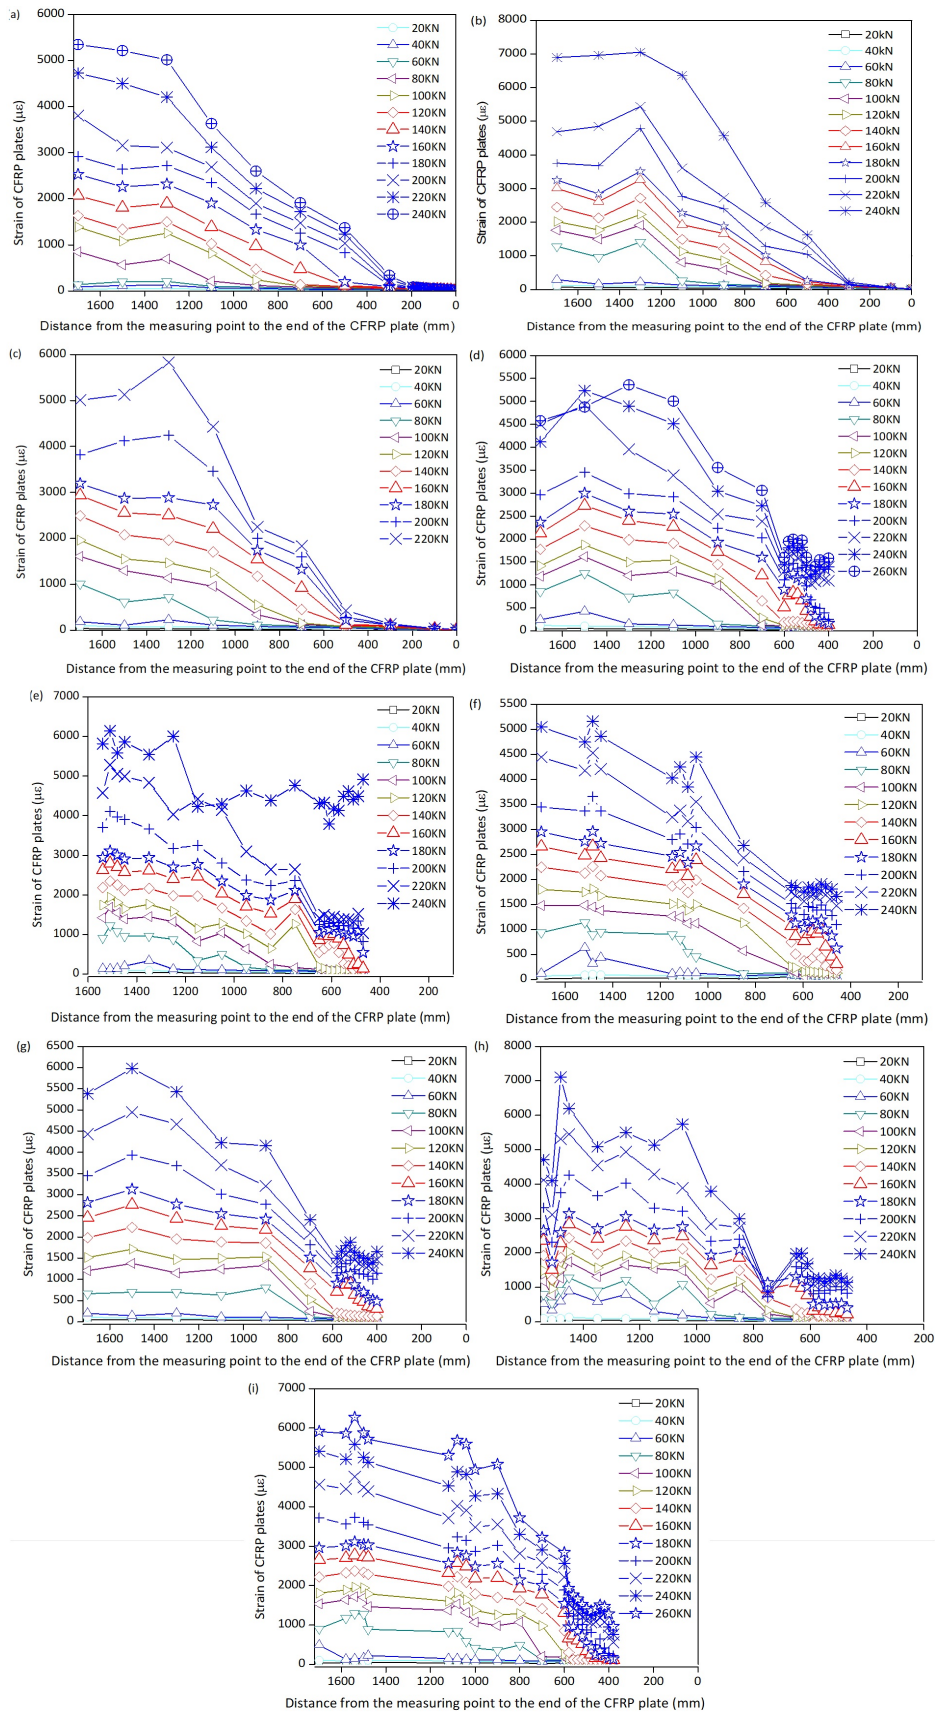 a)
Strain of CFRP plates (με)
6000
5000
4000
3000
2000
1000
0
1600 1400 1200 1000 800 600 400 200 0
Distance from the measuring point to the end of the CFRP plate (mm)
20KN
40KN
60KN
80KN
100KN
120KN
140KN
160KN
180KN
200KN
240KN
(b)
Strain of CFRP plates (με)
8000
7000
6000
5000
4000
3000
2000
1000
0
1600 1400 1200 1000 800 600 400 200 0
Distance from the measuring point to the end of the CFRP plate (mm)
20kN
40kN
60kN
80kN
100kN
120kN
140kN
160kN
180kN
200kN
220kN
240kN
(c)
Strain of CFRP plates (με)
6000
5000
4000
3000
2000
1000
0
1600 1400 1200 1000 800 600 400 200 0
Distance from the measuring point to the end of the CFRP plate (mm)
20KN
40KN
60KN
80KN
100KN
120KN
140KN
160KN
180KN
200KN
220KN
(d)
Strain of CFRP plates (με)
6000
5500
5000
4500
4000
3500
3000
2500
2000
1500
1000
500
0
1600 1400 1200 1000 800 600 400 200 0
Distance from the measuring point to the end of the CFRP plate (mm)
20KN
40KN
60KN
80KN
100KN
120KN
140KN
160KN
180KN
200KN
220KN
240KN
260KN
(e)
Strain of CFRP plates (με)
7000
6000
5000
4000
3000
2000
1000
0
1600 1400 1200 1000 800 600 400 200
Distance from the measuring point to the end of the CFRP plate (mm)
20KN
40KN
60KN
80KN
100KN
120KN
140KN
160KN
180KN
200KN
220KN
240KN
(f)
Strain of CFRP plates (με)
5500
5000
4500
4000
3500
3000
2500
2000
1500
1000
500
0
1600 1400 1200 1000 800 600 400 200
Distance from the measuring point to the end of the CFRP plate (mm)
20KN
40KN
60KN
80KN
100KN
120KN
140KN
160KN
180KN
200KN
220KN
240KN
(g)
Strain of CFRP plates (με)
6500
6000
5500
5000
4500
4000
3500
3000
2500
2000
1500
1000
500
0
1600 1400 1200 1000 800 600 400 200 0
Distance from the measuring point to the end of the CFRP plate (mm)
20KN
40KN
60KN
80KN
100KN
120KN
140KN
160KN
180KN
200KN
220KN
240KN
(h)
Strain of CFRP plates (με)
8000
7000
6000
5000
4000
3000
2000
1000
0
1400 1200 1000 800 600 400 200
Distance from the measuring point to the end of the CFRP plate (mm)
20KN
40KN
60KN
80KN
100KN
120KN
140KN
160KN
180KN
200KN
220KN
240KN
(i)
Strain of CFRP plates (με)
7000
6000
5000
4000
3000
2000
1000
0
1600 1400 1200 1000 800 600 400 200 0
Distance from the measuring point to the end of the CFRP plate (mm)
20KN
40KN
60KN
80KN
100KN
120KN
140KN
160KN
180KN
200KN
220KN
240KN
260KN